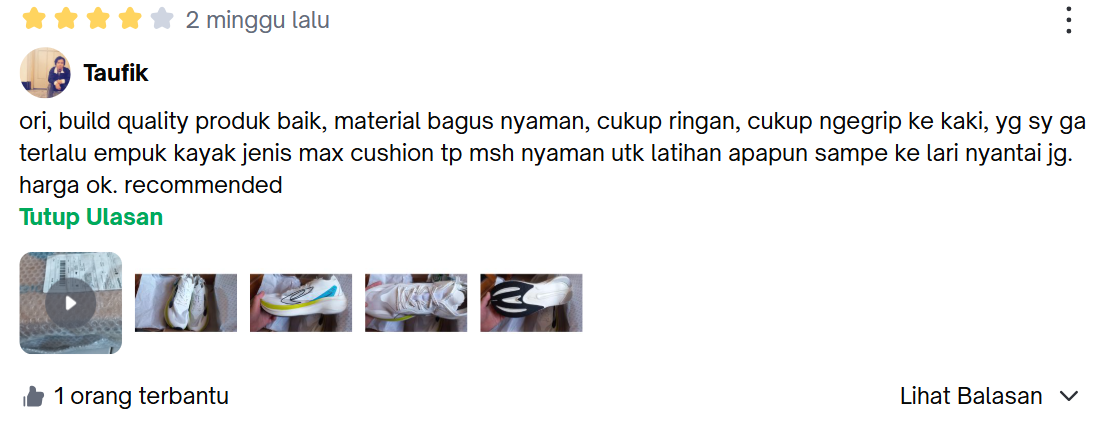 2 minggu lalu
Taufik
ori, build quality produk baik, material bagus nyaman, cukup ringan, cukup ngegrip ke kaki, yg sy ga
terlalu empuk kayak jenis max cushion tp msh nyaman utk latihan apapun sampe ke lari nyantai jg.
harga ok. recommended
Tutup Ulasan
1 orang terbantu
Lihat Balasan